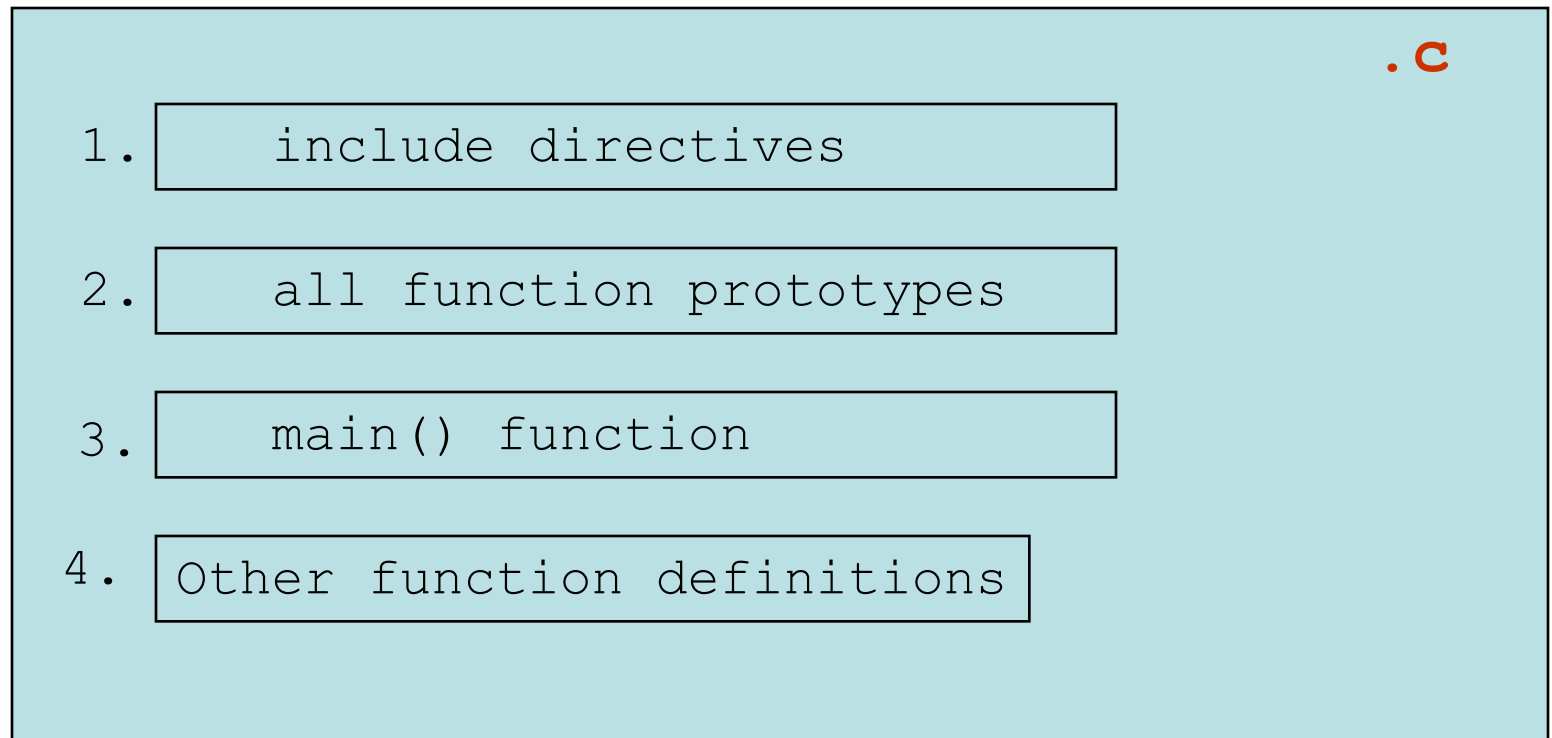 .c
1. include directives
2. all function prototypes
3. main() function
4. Other function definitions